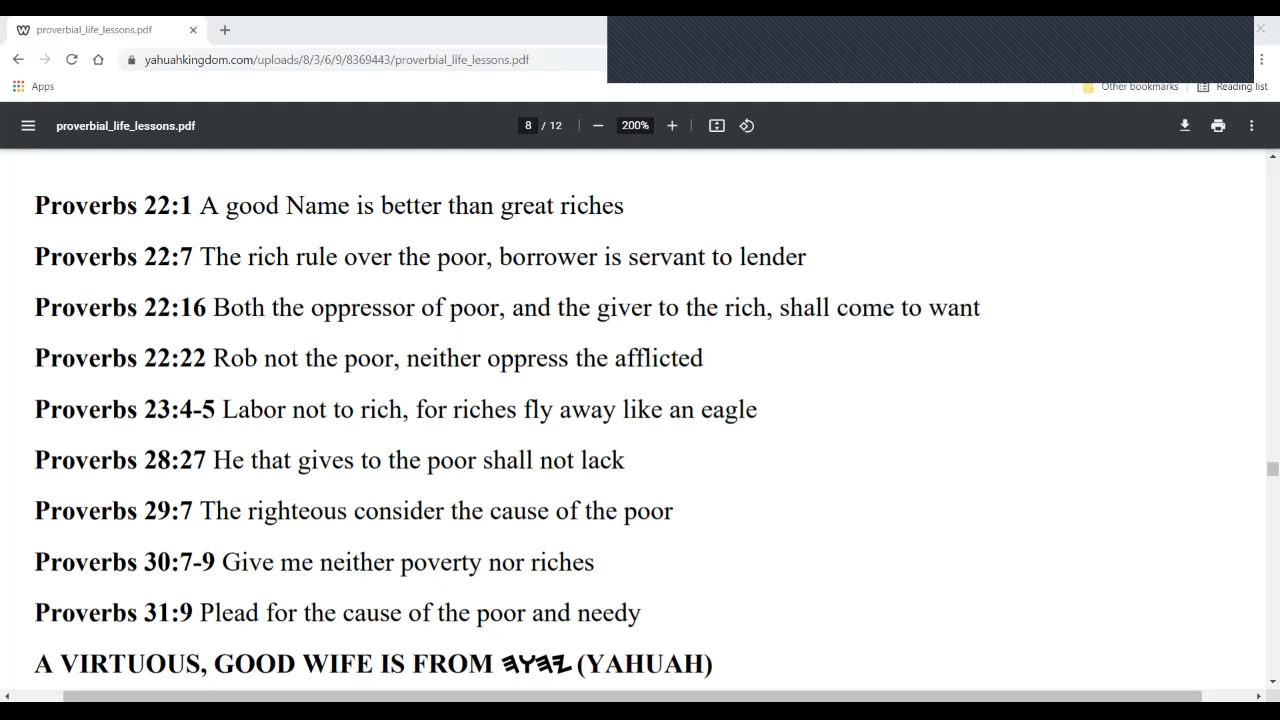 proverbial_life_lessons.pdf
yahuahkingdom.com/uploads/8/3/6/9/8369443/proverbial_life_lessons.pdf
Apps
Other bookmarks
Reading list
proverbial_life_lessons.pdf
8 / 12
200%
Proverbs 22:1 A good Name is better than great riches
Proverbs 22:7 The rich rule over the poor, borrower is servant to lender
Proverbs 22:16 Both the oppressor of poor, and the giver to the rich, shall come to want
Proverbs 22:22 Rob not the poor, neither oppress the afflicted
Proverbs 23:4-5 Labor not to rich, for riches fly away like an eagle
Proverbs 28:27 He that gives to the poor shall not lack
Proverbs 29:7 The righteous consider the cause of the poor
Proverbs 30:7-9 Give me neither poverty nor riches
Proverbs 31:9 Plead for the cause of the poor and needy
A VIRTUOUS, GOOD WIFE IS FROM 𐤉𐤄𐤅𐤄 (YAHUAH)